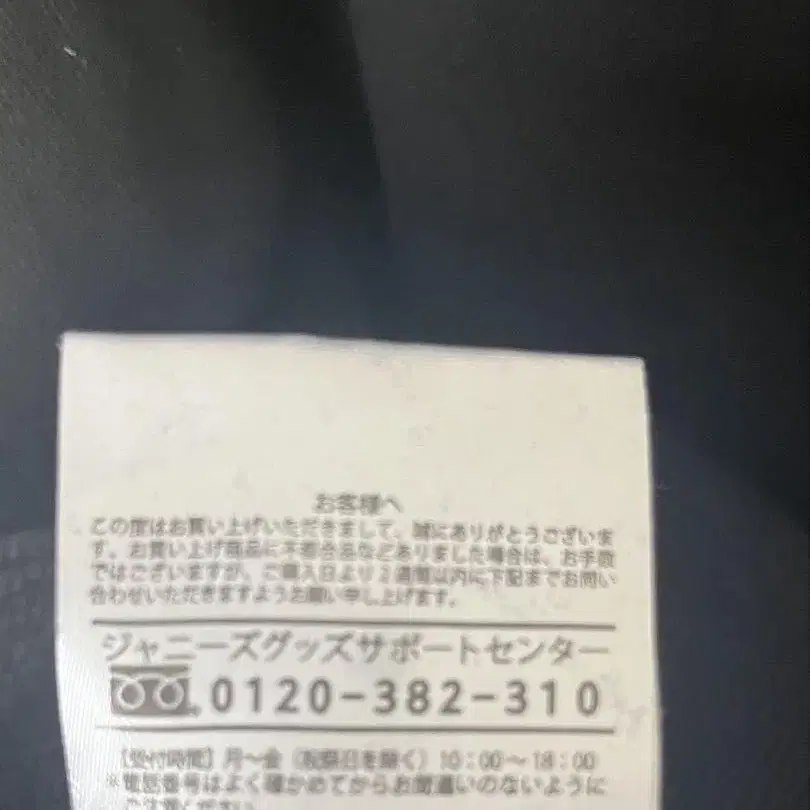 お客様へ
この度はお買い上げいただきまして、誠にありがとうございま
す。お買い上げ商品に不都合品などありました場合は、お手数
ではございますが、ご購入日より2週間以内に下記までお問い
合わせいただきますようお願い申し上げます。
ジャニーズグッズサポートセンター
0120-382-310
【受付時間】月〜金(祝祭日を除く)10:00〜18:00
*電話番号はよく確かめてからお間違いのないように
ご注意ください